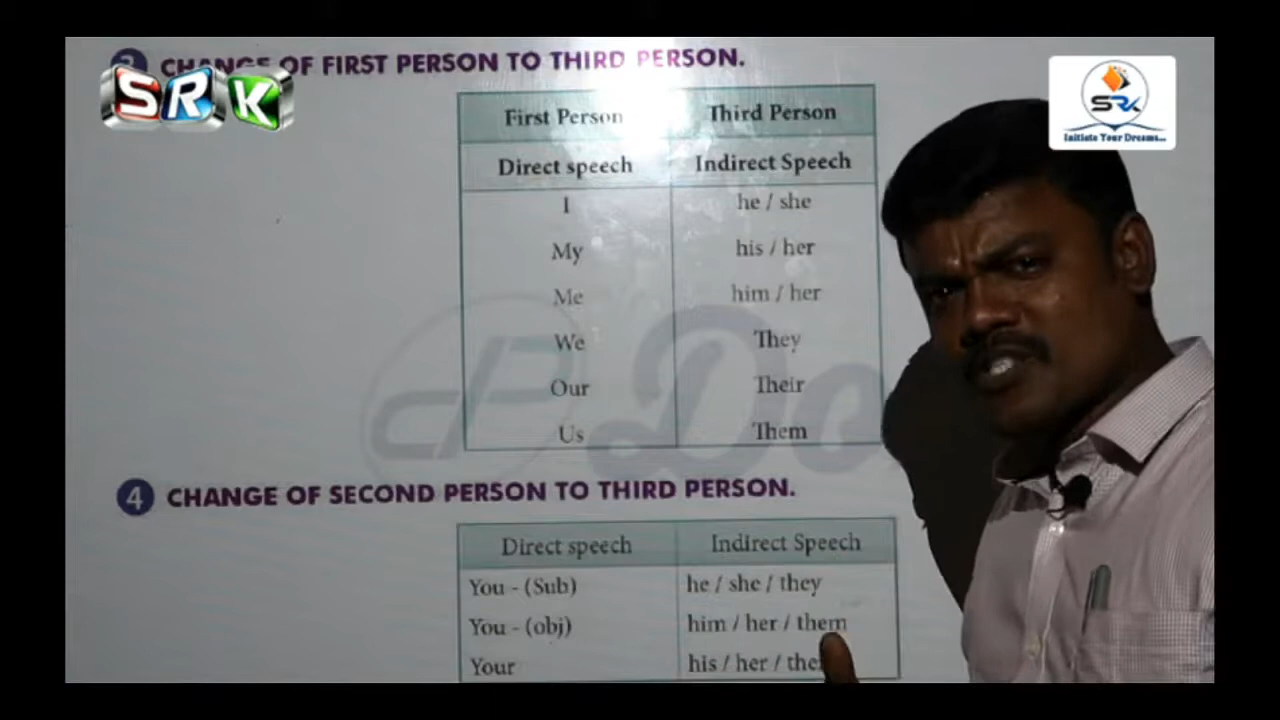 SRK
SRK
Initiate Your Dreams...
3 CHANGE OF FIRST PERSON TO THIRD PERSON.
First Person Third Person
Direct speech Indirect Speech
I he / she
My his / her
Me him / her
We They
Our Their
Us Them
4 CHANGE OF SECOND PERSON TO THIRD PERSON.
Direct speech Indirect Speech
You - (Sub) he / she / they
You - (obj) him / her / them
Your his / her /